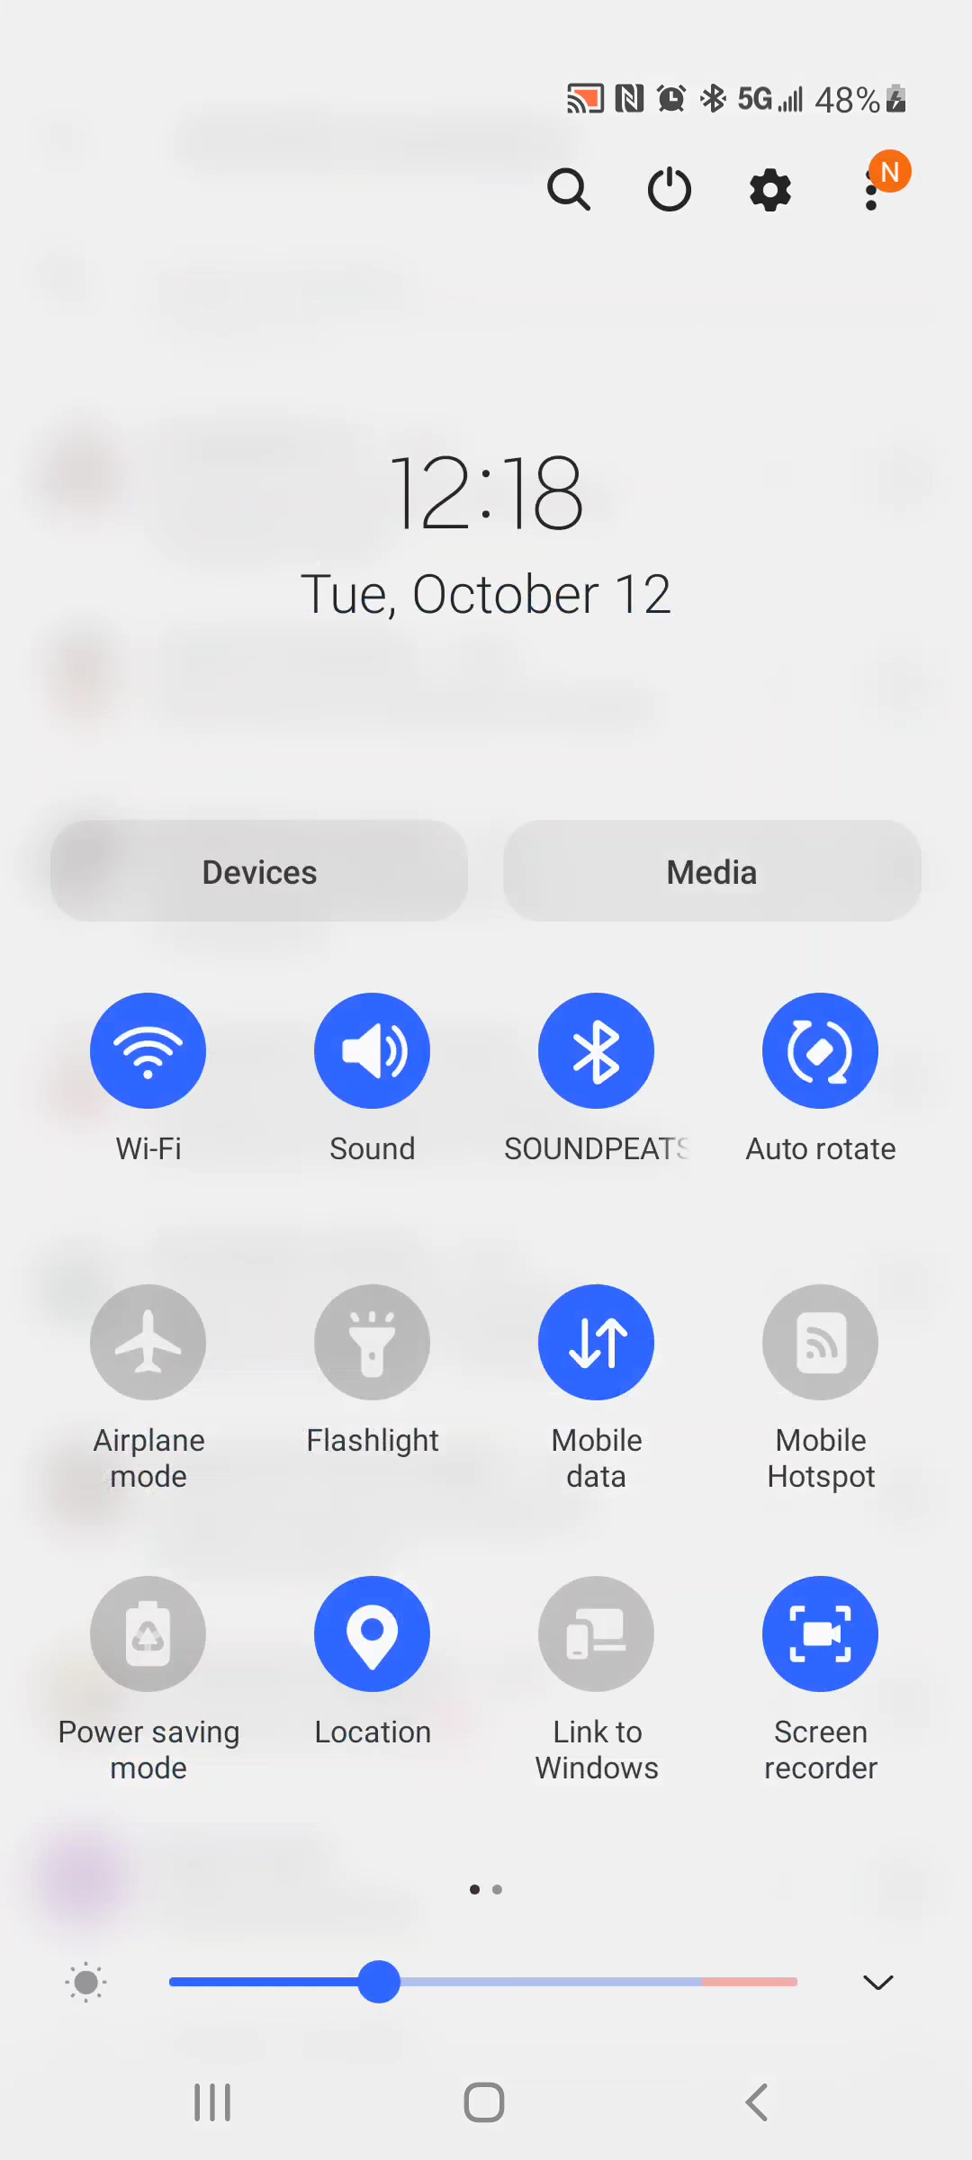 5G 48%
N
12:18
Tue, October 12
Devices Media
Wi-Fi Sound SOUNDPEATS Auto rotate
Airplane mode
Flashlight
Mobile data
Mobile Hotspot
Power saving mode
Location
Link to Windows
Screen recorder